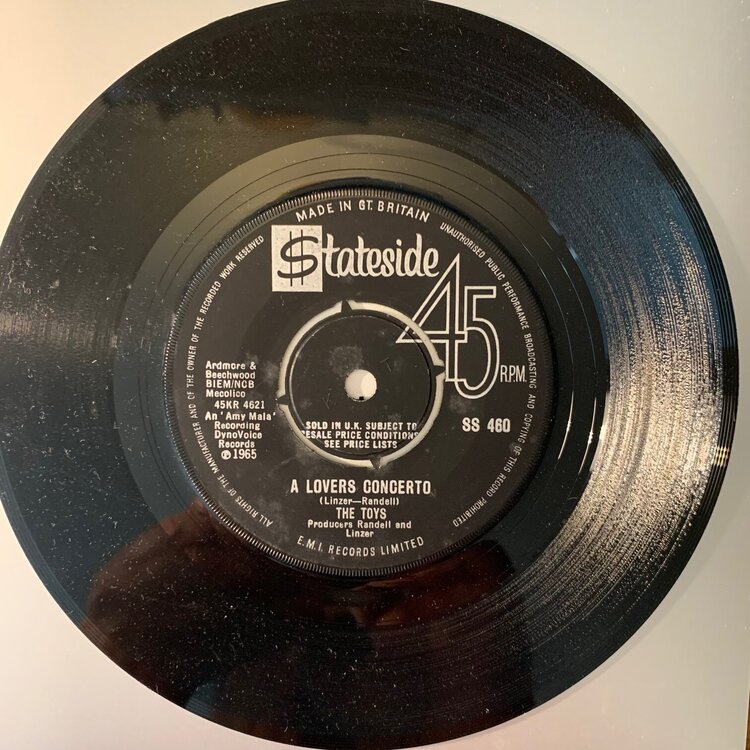 MADE IN GT. BRITAIN
ALL RIGHTS OF THE MANUFACTURER AND OF THE OWNER OF THE RECORDED WORK RESERVED
UNAUTHORISED PUBLIC PERFORMANCE BROADCASTING AND COPYING OF THIS RECORD PROHIBITED
$tateside
45
R.P.M.
Ardmore &
Beechwood
BIEM/NCB
Mecolico
45KR 4621
An 'Amy Mala'
Recording
DynoVoice
Records
℗ 1965
K T
SOLD IN U.K. SUBJECT TO
RESALE PRICE CONDITIONS
SEE PRICE LISTS
SS 460
A LOVERS CONCERTO
(Linzer—Randell)
THE TOYS
Producers Randell and
Linzer
E.M.I. RECORDS LIMITED